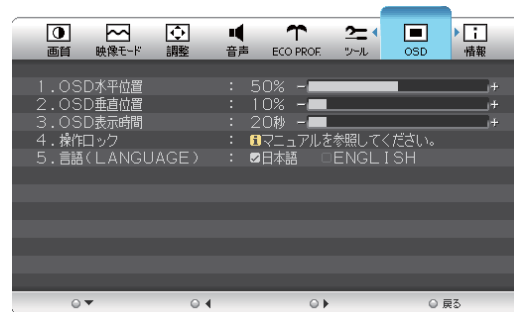 画質 映像モード 調整 音声 ECO PROF. ツール OSD 情報
1.OSD水平位置 : 50% - +
2.OSD垂直位置 : 10% - +
3.OSD表示時間 : 20秒 - +
4.操作ロック : マニュアルを参照してください。
5.言語(LANGUAGE) : 日本語 ENGLISH
戻る